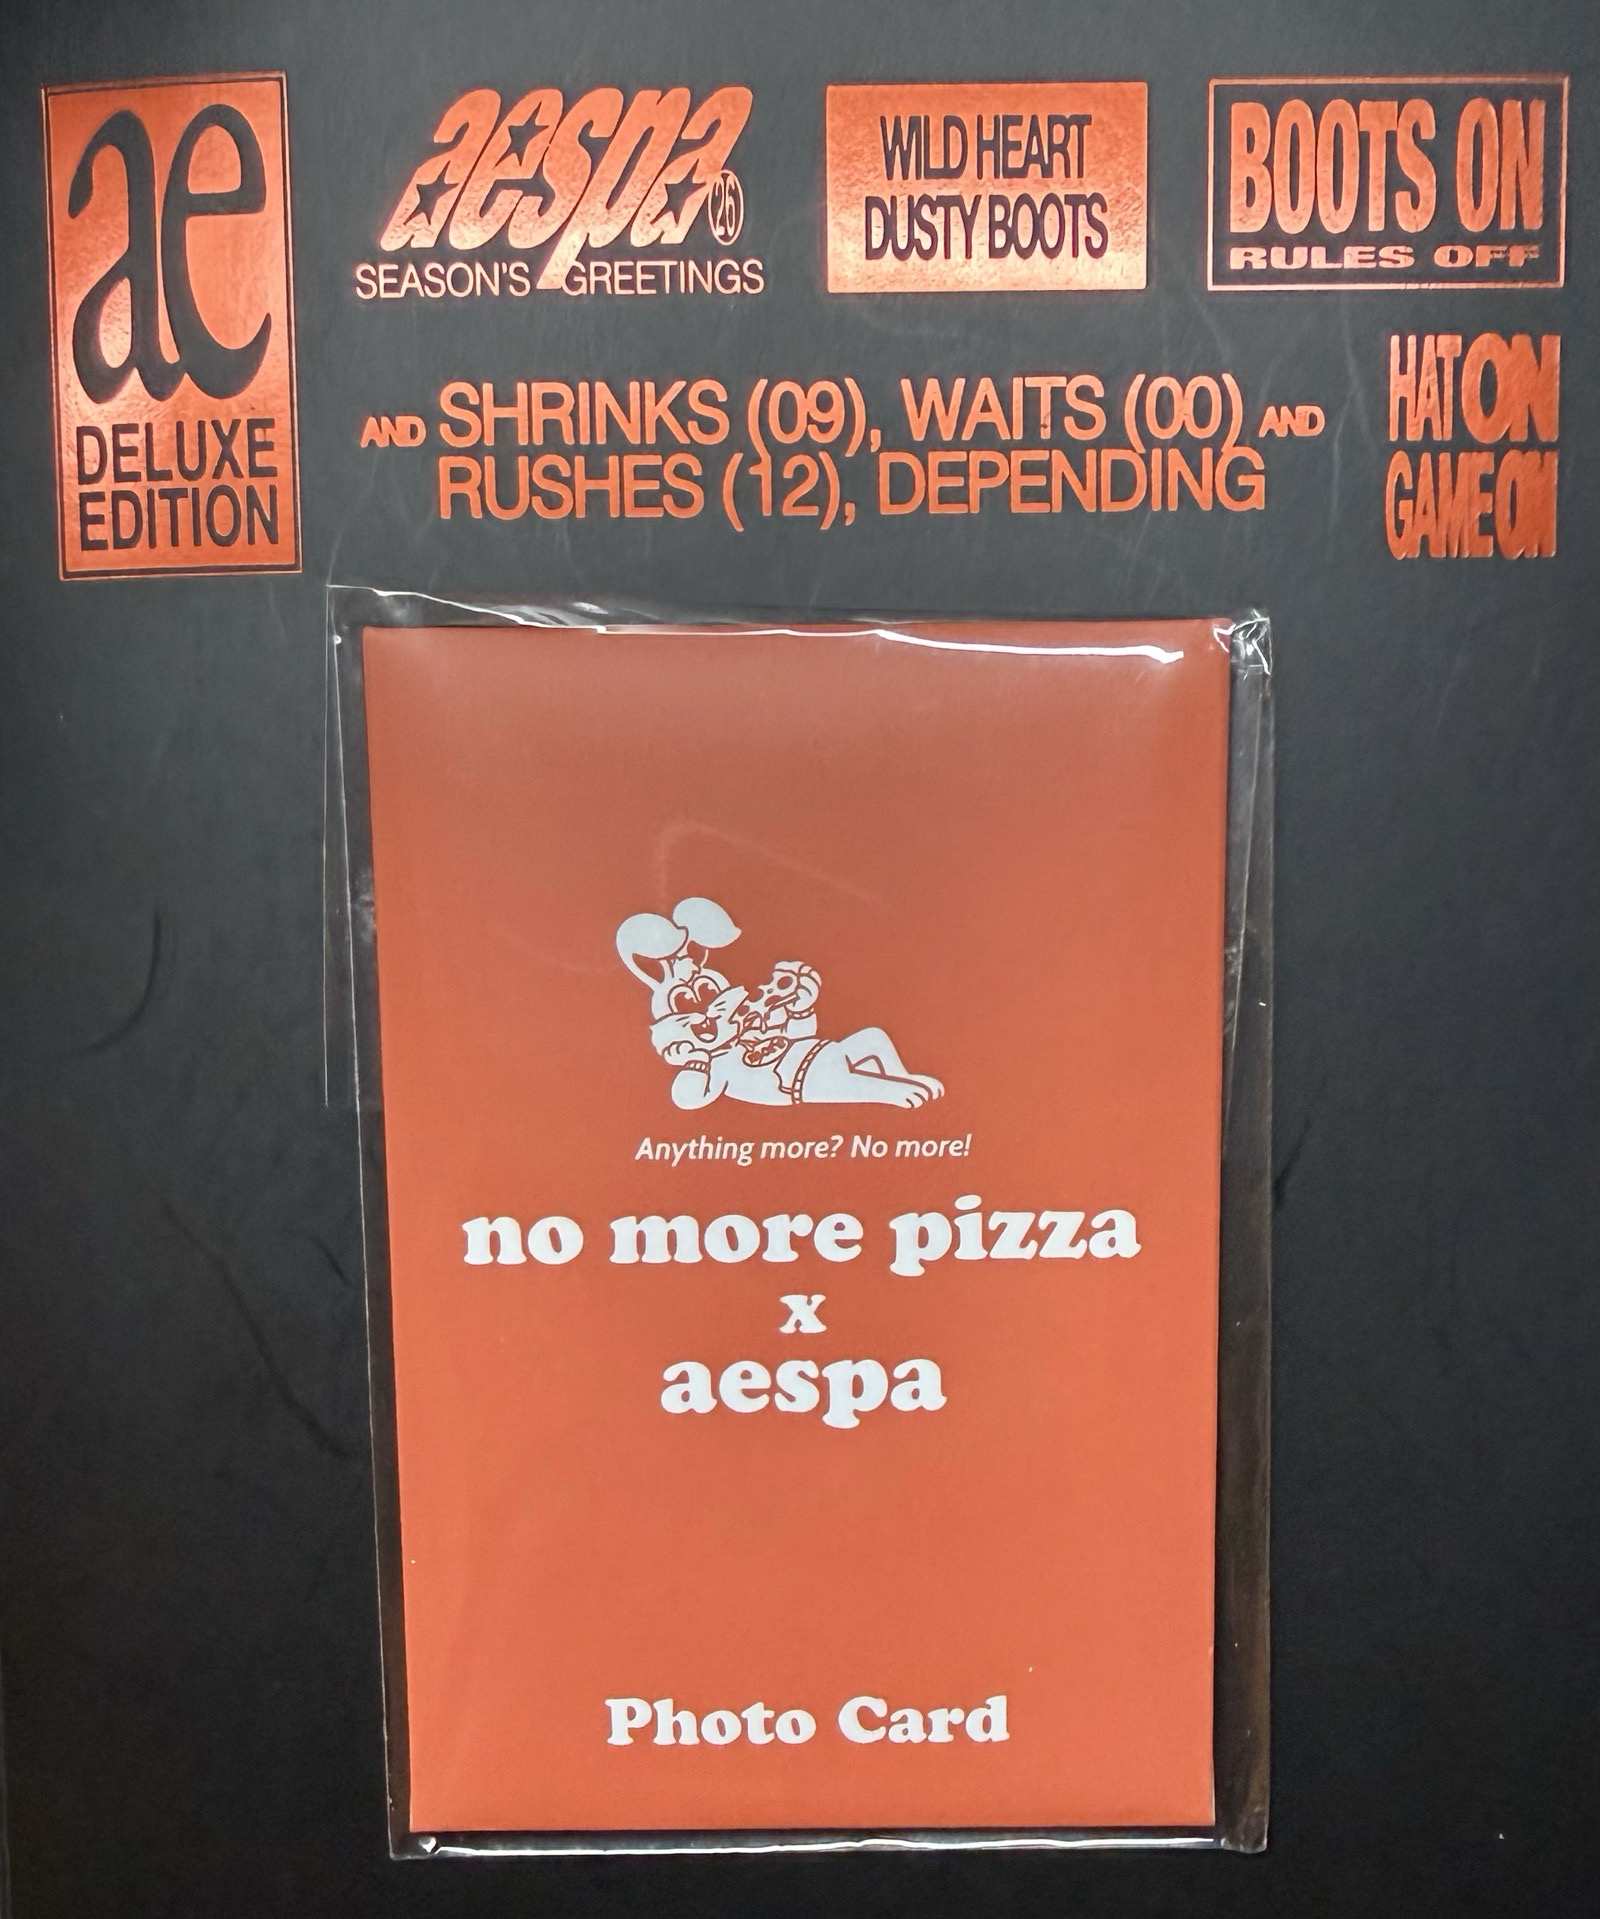 ae
DELUXE
EDITION
aespa '26
SEASON'S GREETINGS
WILD HEART
DUSTY BOOTS
BOOTS ON
RULES OFF
AND SHRINKS (09), WAITS (00) AND
RUSHES (12), DEPENDING
HAT ON
GAME ON
Anything more? No more!
no more pizza
x
aespa
Photo Card